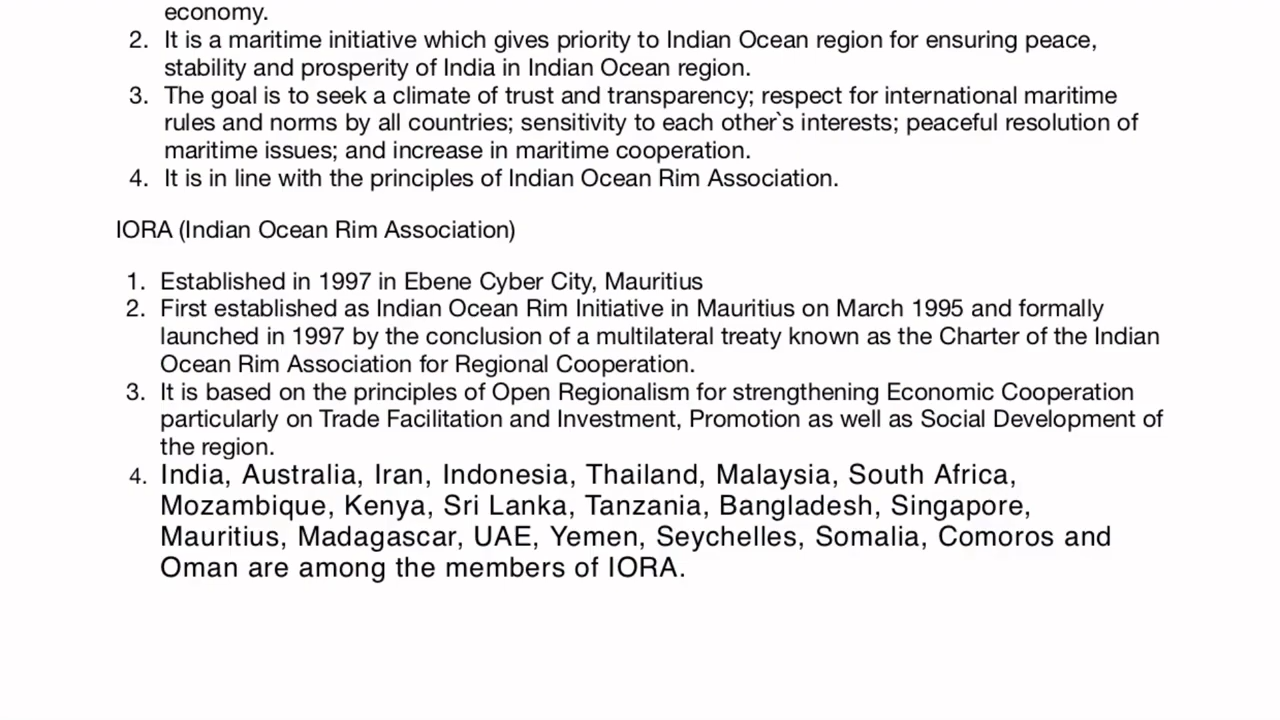 economy.
2. It is a maritime initiative which gives priority to Indian Ocean region for ensuring peace,
stability and prosperity of India in Indian Ocean region.
3. The goal is to seek a climate of trust and transparency; respect for international maritime
rules and norms by all countries; sensitivity to each other`s interests; peaceful resolution of
maritime issues; and increase in maritime cooperation.
4. It is in line with the principles of Indian Ocean Rim Association.
IORA (Indian Ocean Rim Association)
1. Established in 1997 in Ebene Cyber City, Mauritius
2. First established as Indian Ocean Rim Initiative in Mauritius on March 1995 and formally
launched in 1997 by the conclusion of a multilateral treaty known as the Charter of the Indian
Ocean Rim Association for Regional Cooperation.
3. It is based on the principles of Open Regionalism for strengthening Economic Cooperation
particularly on Trade Facilitation and Investment, Promotion as well as Social Development of
the region.
4. India, Australia, Iran, Indonesia, Thailand, Malaysia, South Africa,
Mozambique, Kenya, Sri Lanka, Tanzania, Bangladesh, Singapore,
Mauritius, Madagascar, UAE, Yemen, Seychelles, Somalia, Comoros and
Oman are among the members of IORA.